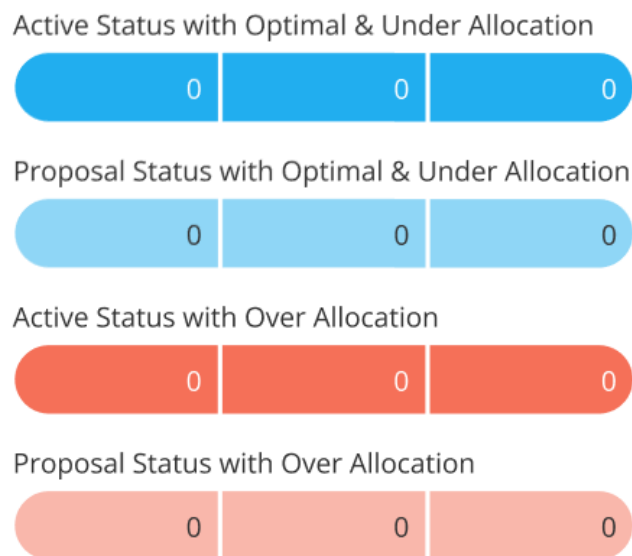 Active Status with Optimal & Under Allocation
0 0 0
Proposal Status with Optimal & Under Allocation
0 0 0
Active Status with Over Allocation
0 0 0
Proposal Status with Over Allocation
0 0 0